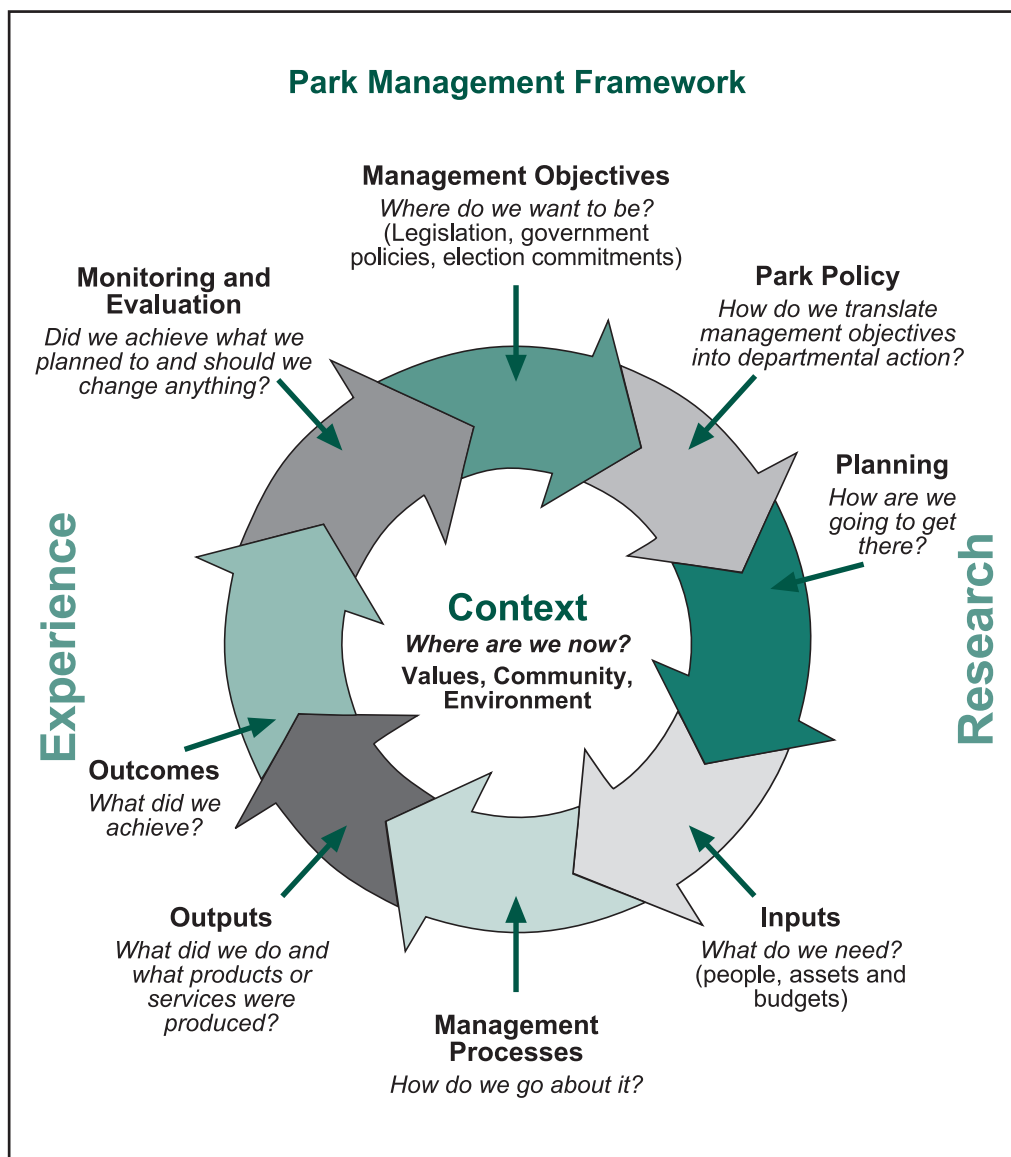 Park Management Framework
Management Objectives
Where do we want to be?
(Legislation, government
policies, election commitments)
Park Policy
How do we translate
management objectives
into departmental action?
Planning
How are we
going to get
there?
Research
Inputs
What do we need?
(people, assets and
budgets)
Management
Processes
How do we go about it?
Outputs
What did we do and
what products or
services were
produced?
Outcomes
What did we
achieve?
Experience
Monitoring and
Evaluation
Did we achieve what we
planned to and should we
change anything?
Context
Where are we now?
Values, Community,
Environment